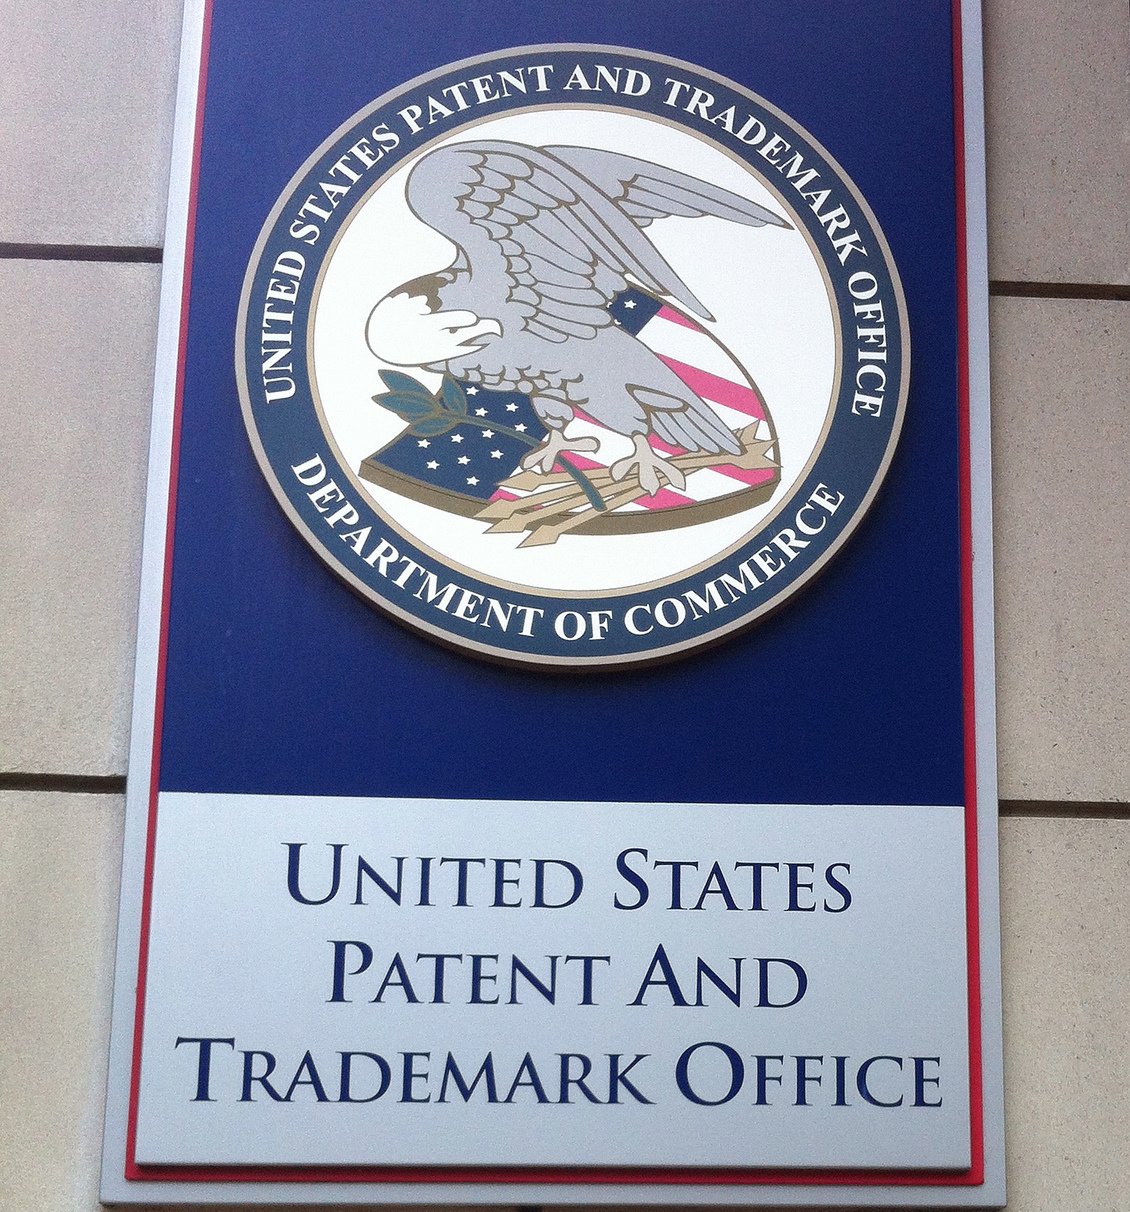 UNITED STATES PATENT AND TRADEMARK OFFICE
DEPARTMENT OF COMMERCE
UNITED STATES
PATENT AND
TRADEMARK OFFICE